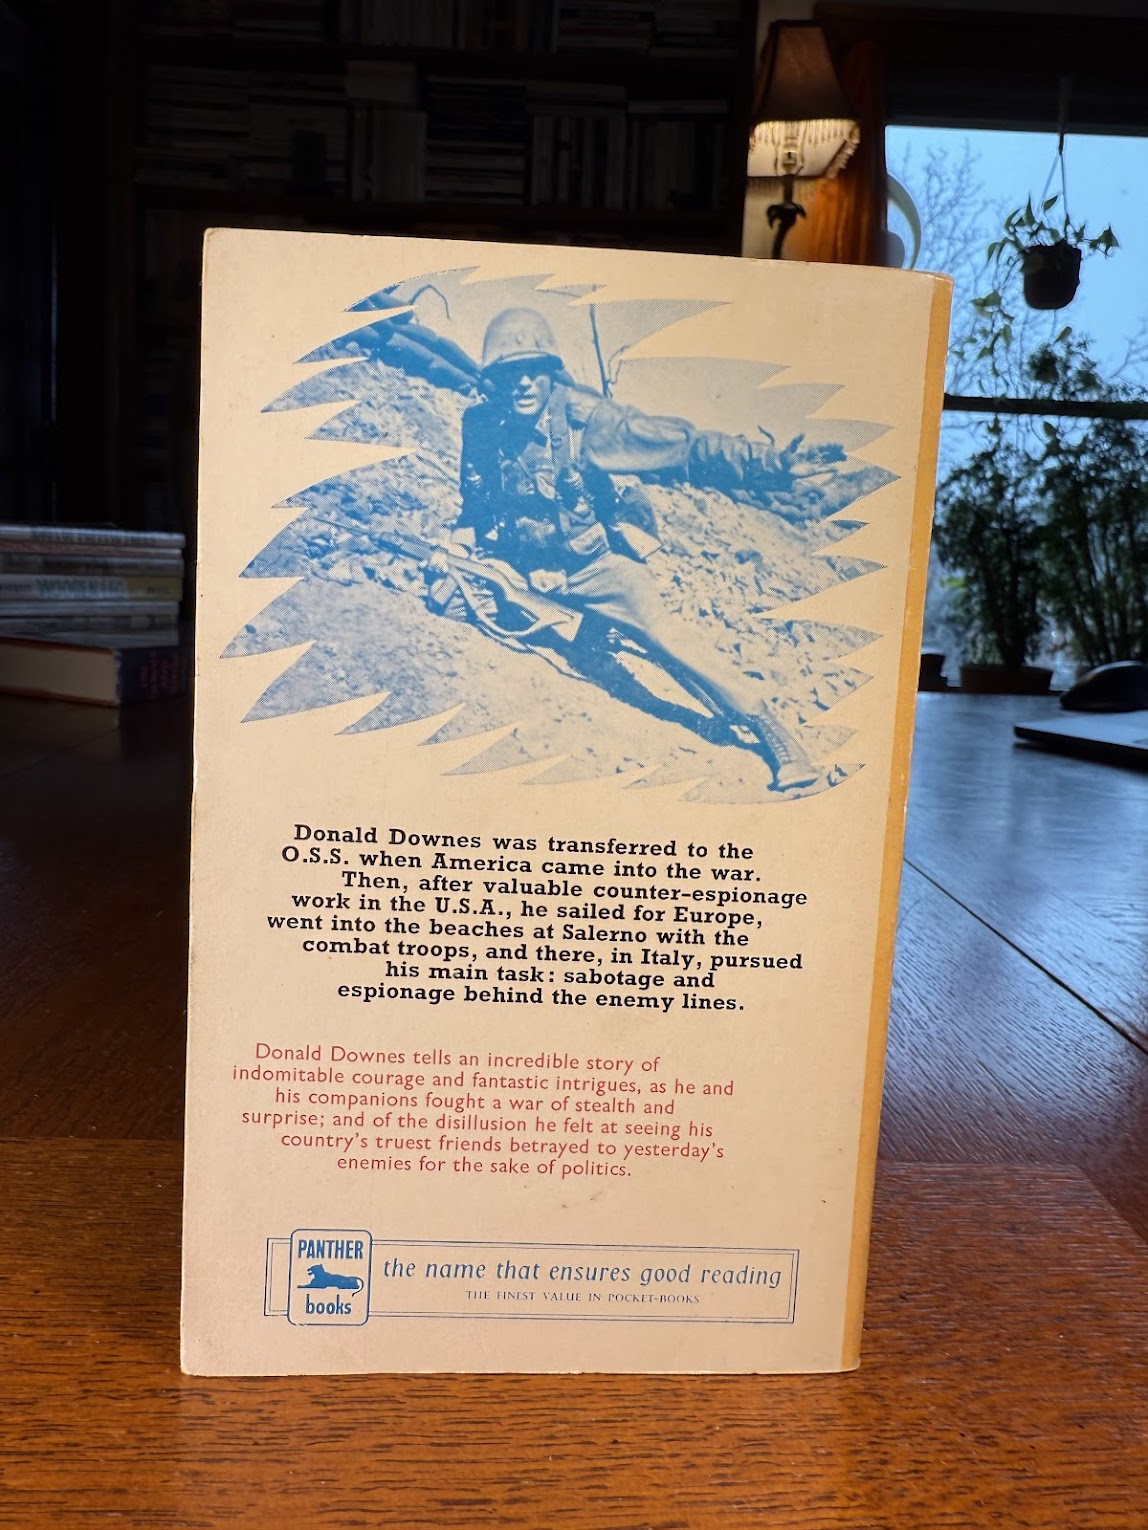 Donald Downes was transferred to the
O.S.S. when America came into the war.
Then, after valuable counter-espionage
work in the U.S.A., he sailed for Europe,
went into the beaches at Salerno with the
combat troops, and there, in Italy, pursued
his main task: sabotage and
espionage behind the enemy lines.
Donald Downes tells an incredible story of
indomitable courage and fantastic intrigues, as he and
his companions fought a war of stealth and
surprise; and of the disillusion he felt at seeing his
country's truest friends betrayed to yesterday's
enemies for the sake of politics.
PANTHER
books
the name that ensures good reading
THE FINEST VALUE IN POCKET-BOOKS